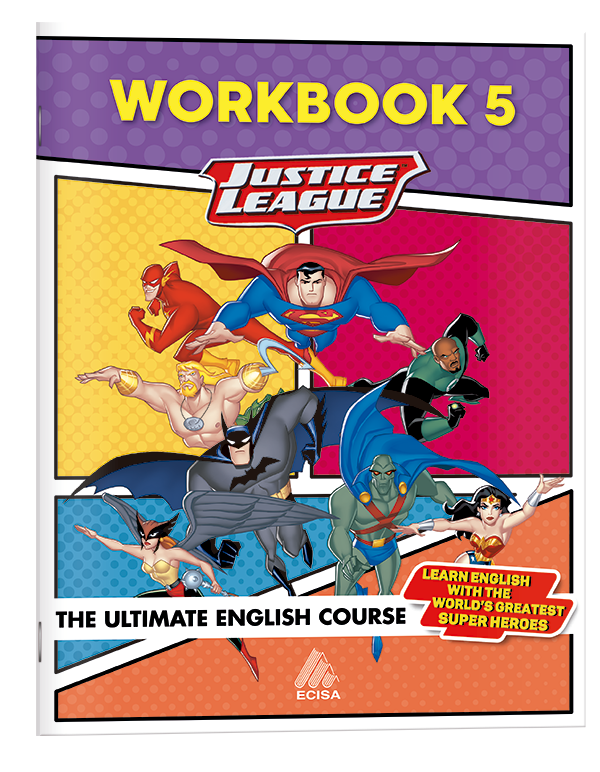 WORKBOOK 5
JUSTICE
LEAGUE
THE ULTIMATE ENGLISH COURSE
LEARN ENGLISH
WITH THE
WORLD'S GREATEST
SUPER HEROES
ECISA